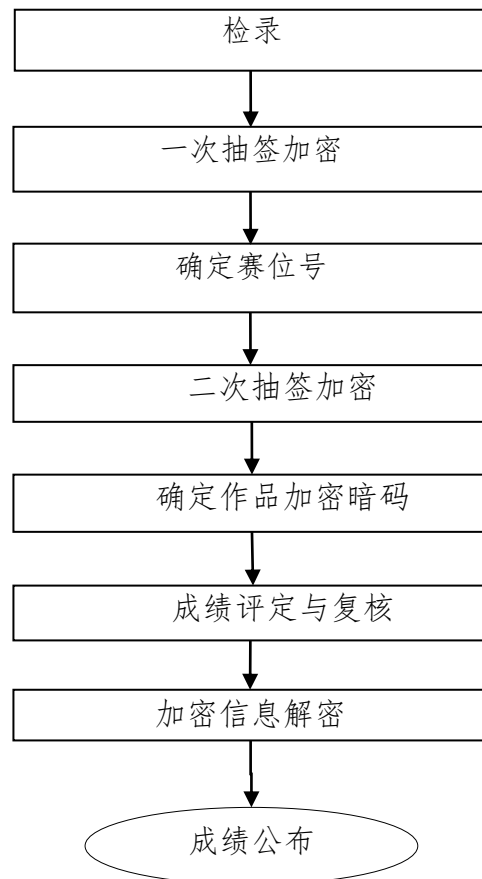 检录
一次抽签加密
确定赛位号
二次抽签加密
确定作品加密暗码
成绩评定与复核
加密信息解密
成绩公布